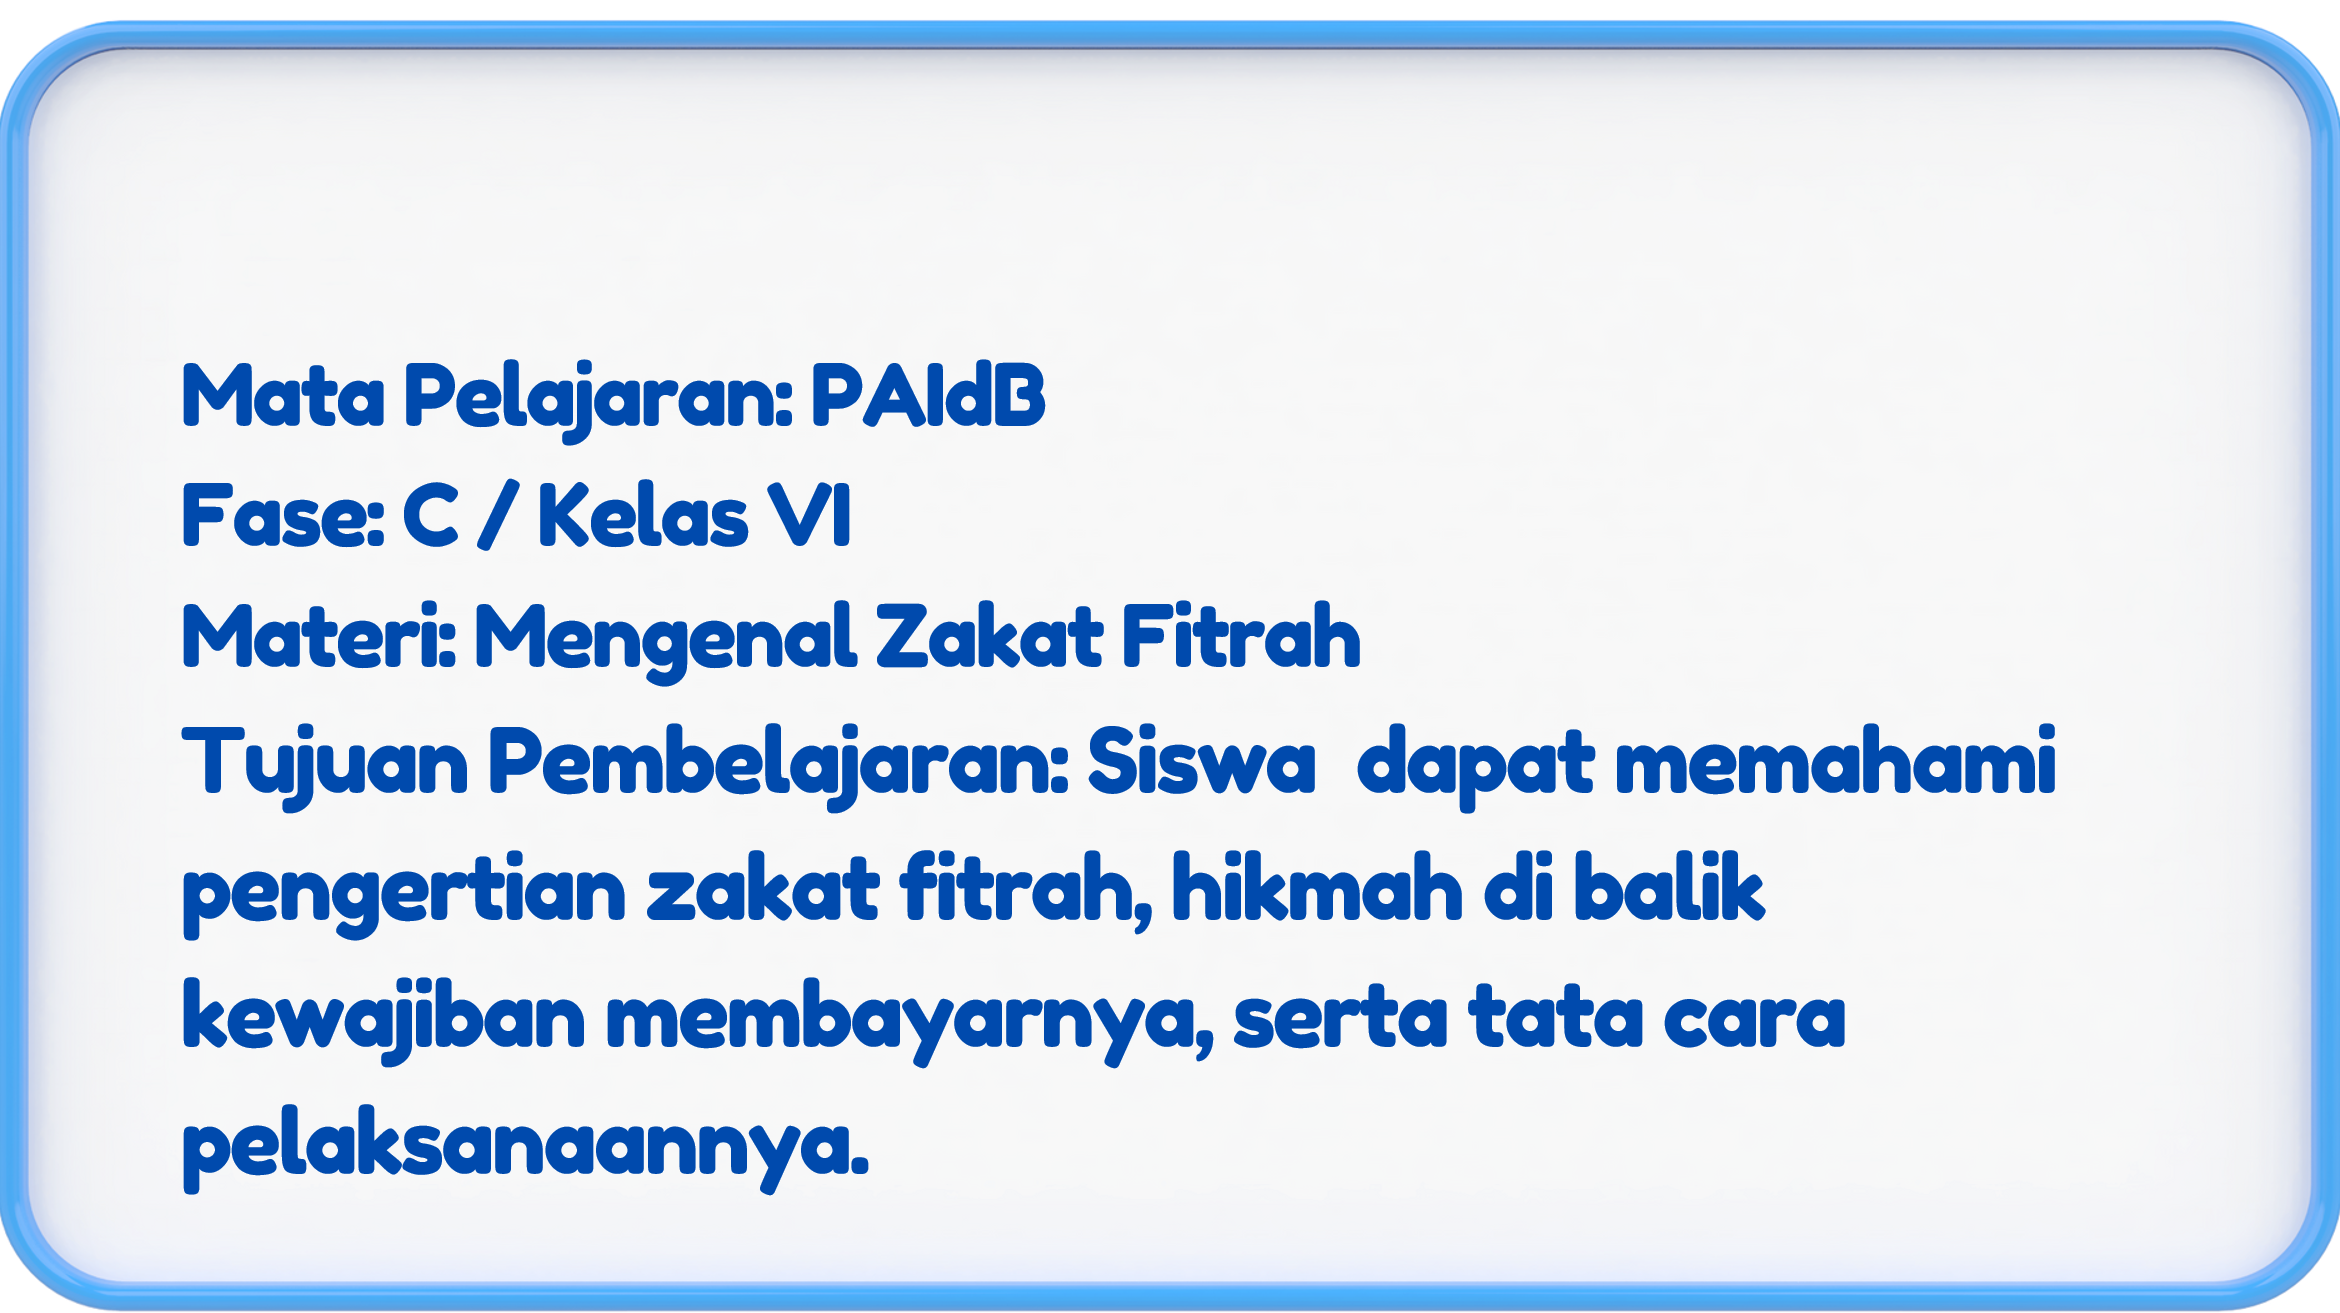 Mata Pelajaran: PAIdB
Fase: C / Kelas VI
Materi: Mengenal Zakat Fitrah
Tujuan Pembelajaran: Siswa  dapat memahami
pengertian zakat fitrah, hikmah di balik
kewajiban membayarnya, serta tata cara
pelaksanaannya.